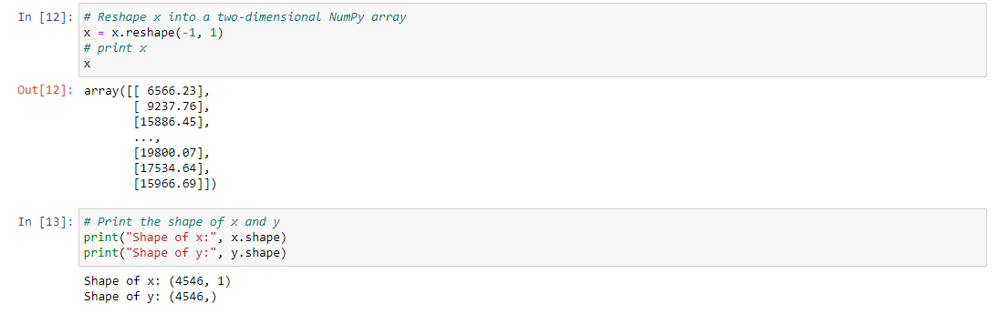 In [12]: # Reshape x into a two-dimensional NumPy array
x = x.reshape(-1, 1)
# print x
x
Out[12]: array([[ 6566.23],
[ 9237.76],
[15886.45],
...,
[19800.07],
[17534.64],
[15966.69]])
In [13]: # Print the shape of x and y
print("Shape of x:", x.shape)
print("Shape of y:", y.shape)
Shape of x: (4546, 1)
Shape of y: (4546,)